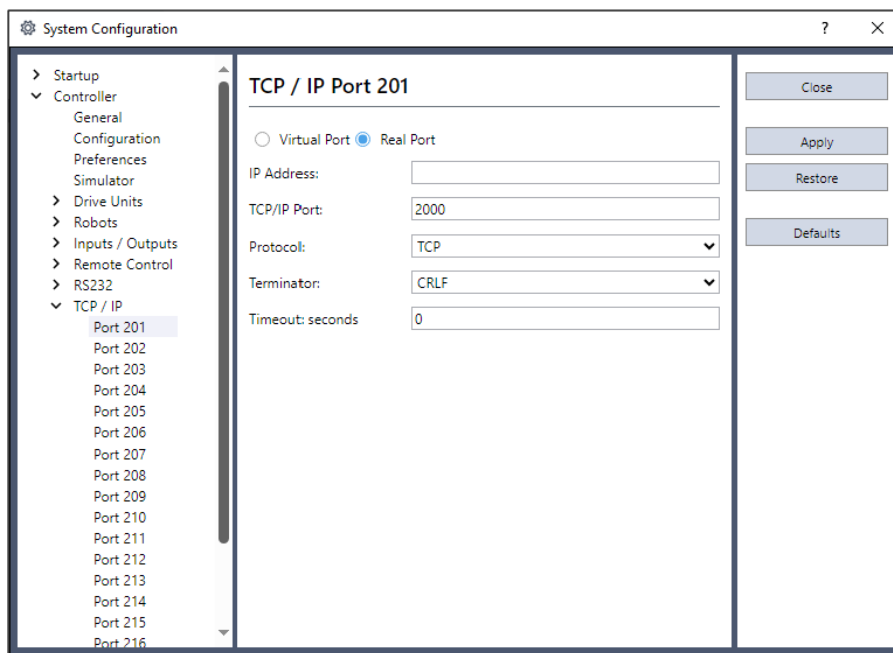 System Configuration
?
Startup
Controller
General
Configuration
Preferences
Simulator
Drive Units
Robots
Inputs / Outputs
Remote Control
RS232
TCP / IP
Port 201
Port 202
Port 203
Port 204
Port 205
Port 206
Port 207
Port 208
Port 209
Port 210
Port 211
Port 212
Port 213
Port 214
Port 215
Port 216
TCP / IP Port 201
Virtual Port Real Port
IP Address:
TCP/IP Port: 2000
Protocol: TCP
Terminator: CRLF
Timeout: seconds 0
Close
Apply
Restore
Defaults